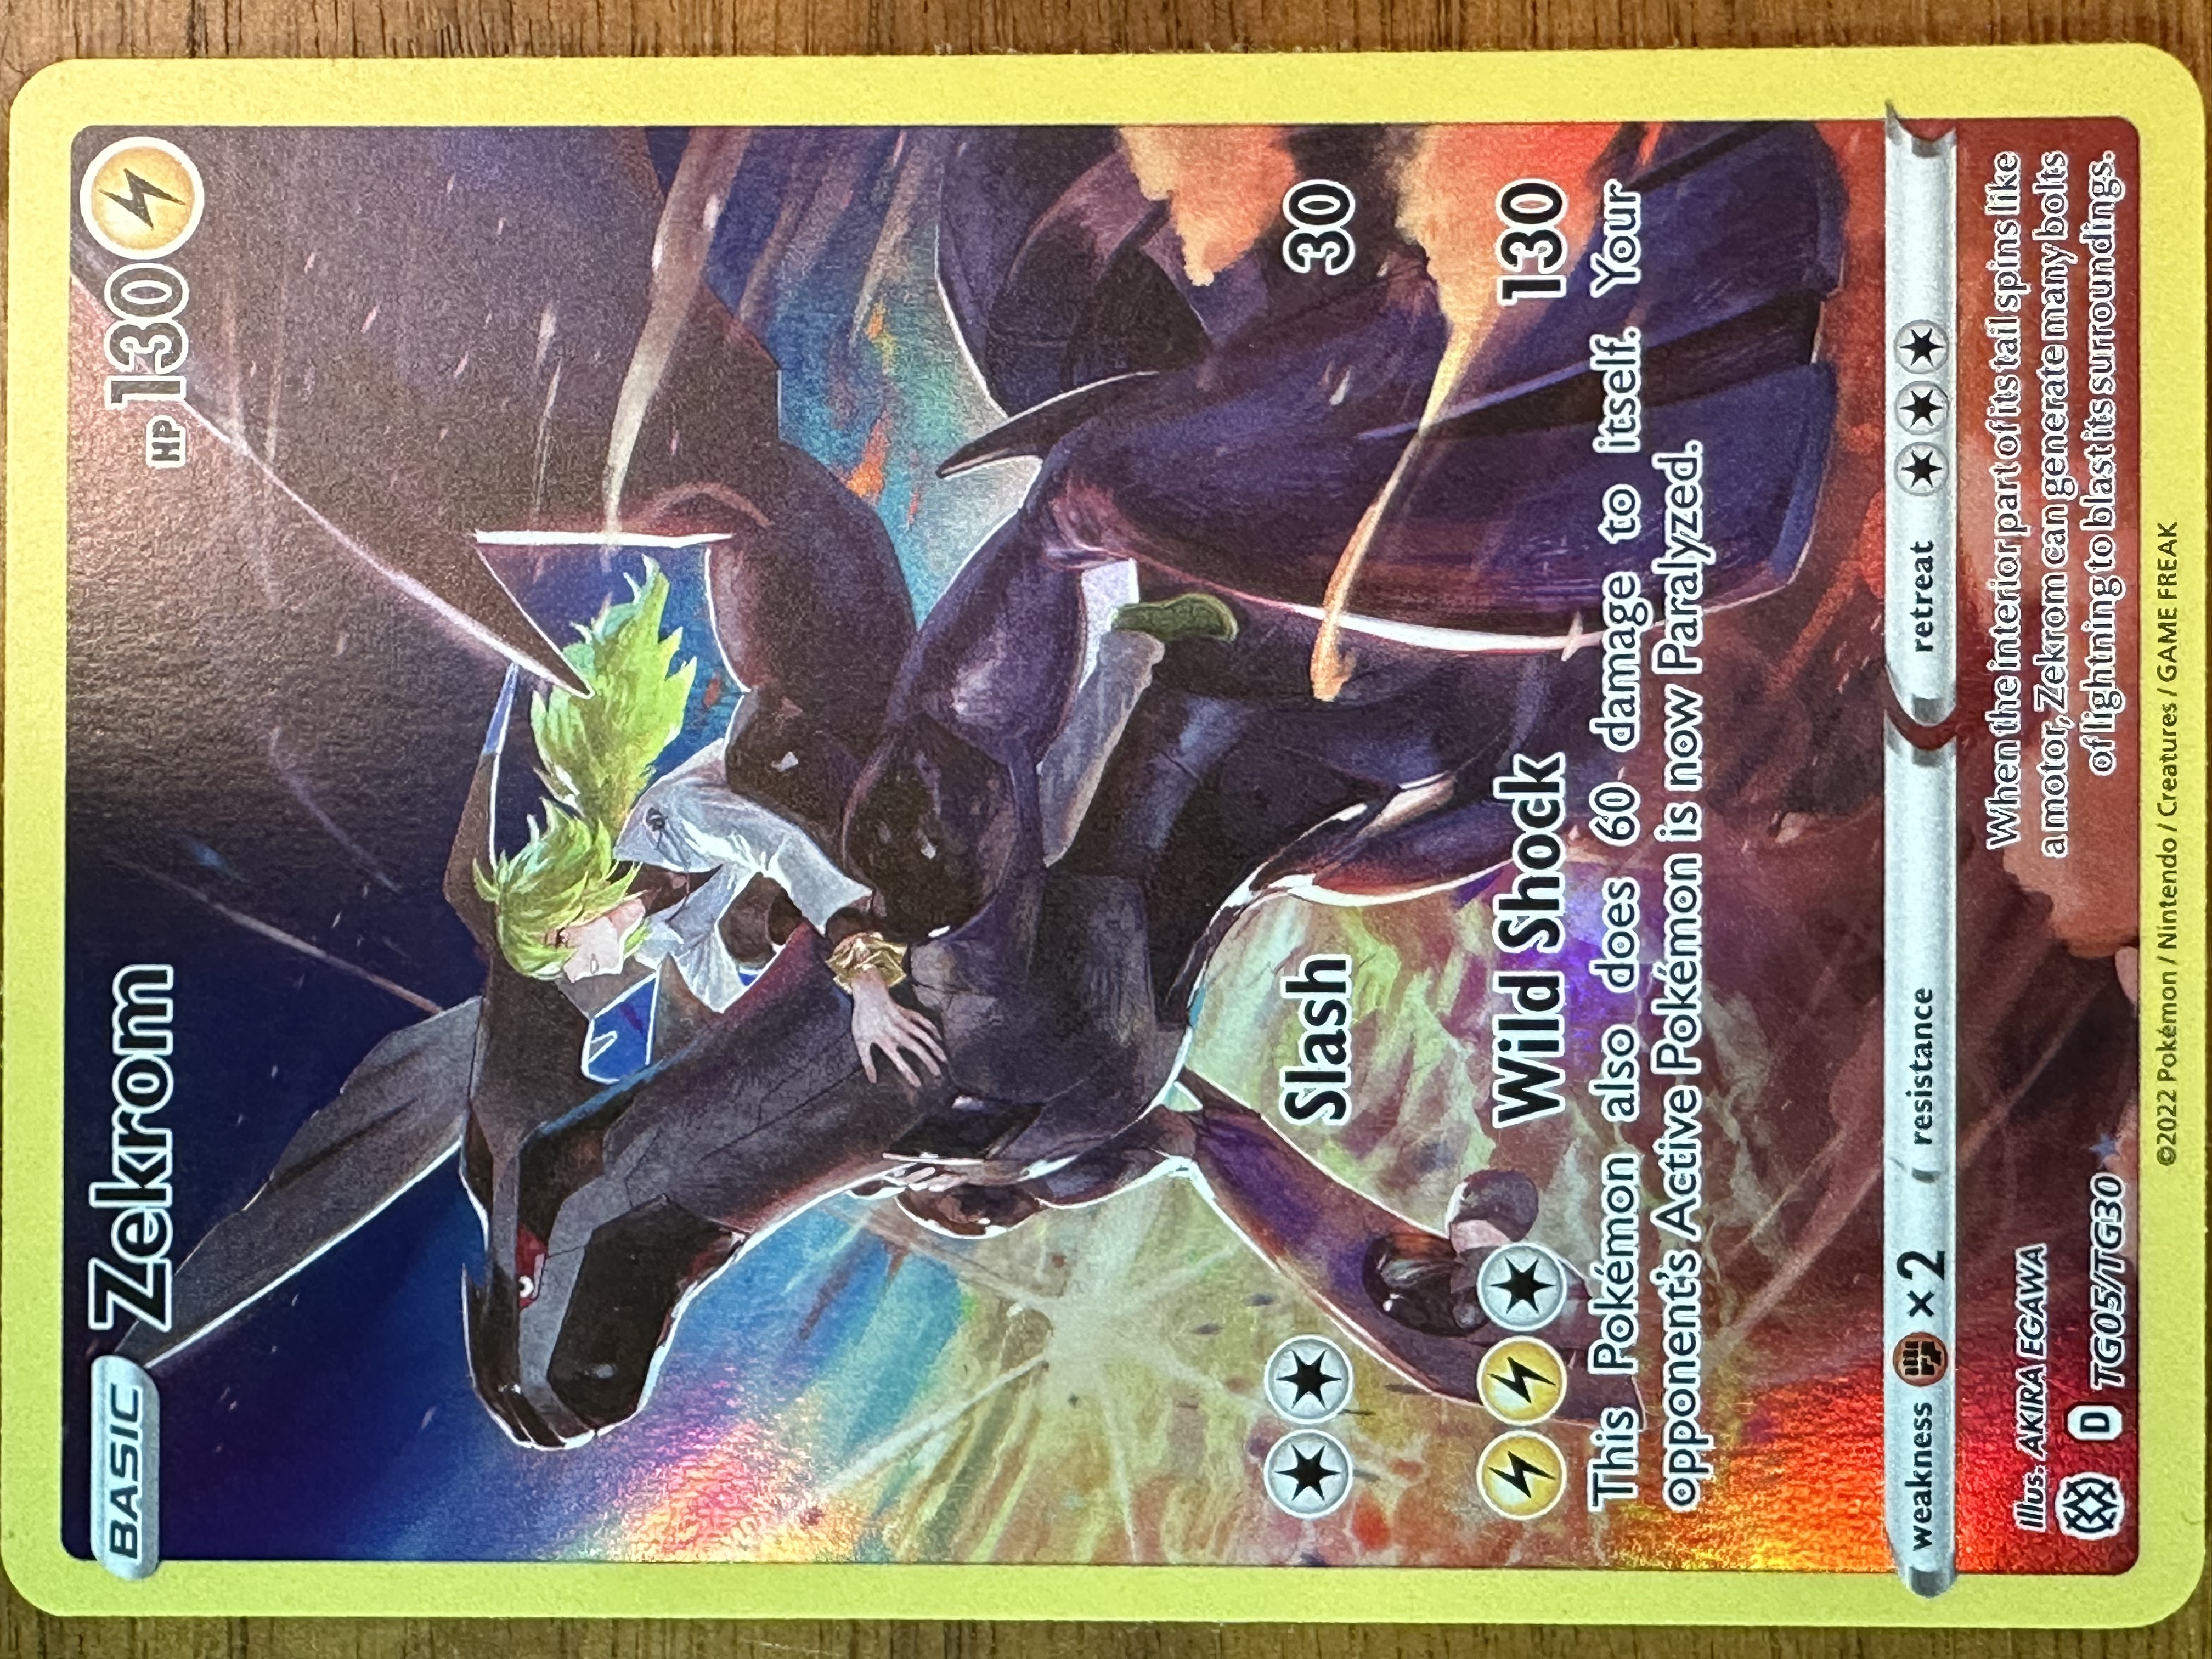 BASIC Zekrom HP 130
Slash 30
Wild Shock 130
This Pokémon also does 60 damage to itself. Your
opponent's Active Pokémon is now Paralyzed.
weakness ×2 resistance retreat
When the interior part of its tail spins like
a motor, Zekrom can generate many bolts
of lightning to blast its surroundings.
Illus. AKIRA EGAWA
D TG05/TG30
©2022 Pokémon / Nintendo / Creatures / GAME FREAK